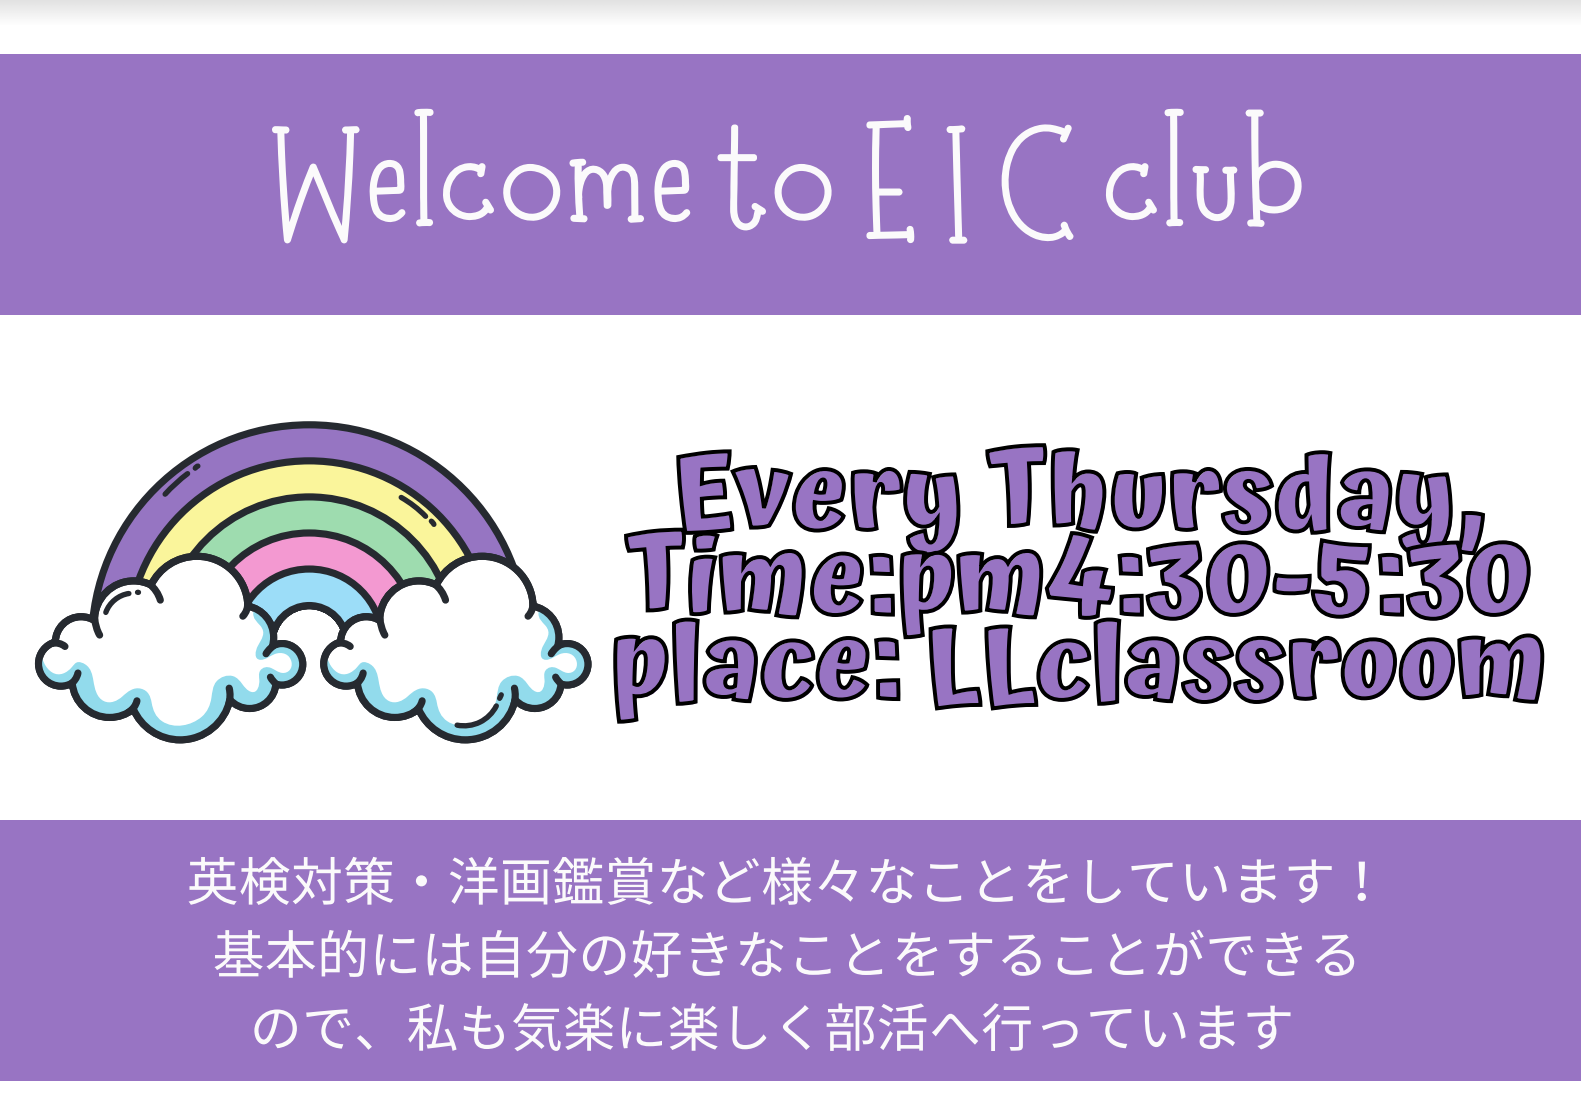 Welcome to EIC club
Every Thursday,
Time:pm4:30-5:30
place: LLclassroom
英検対策・洋画鑑賞など様々なことをしています！
基本的には自分の好きなことをすることができる
ので、私も気楽に楽しく部活へ行っています